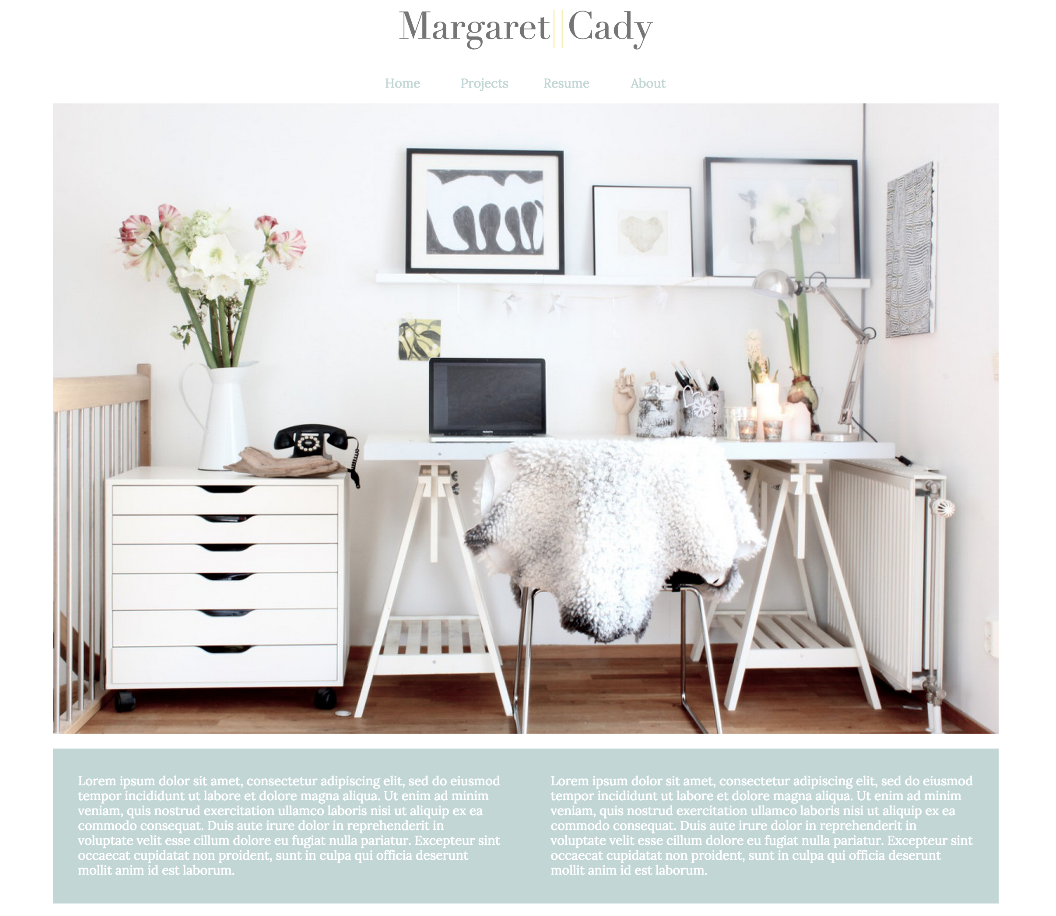 Margaret||Cady
Home Projects Resume About
Lorem ipsum dolor sit amet, consectetur adipiscing elit, sed do eiusmod
tempor incididunt ut labore et dolore magna aliqua. Ut enim ad minim
veniam, quis nostrud exercitation ullamco laboris nisi ut aliquip ex ea
commodo consequat. Duis aute irure dolor in reprehenderit in
voluptate velit esse cillum dolore eu fugiat nulla pariatur. Excepteur sint
occaecat cupidatat non proident, sunt in culpa qui officia deserunt
mollit anim id est laborum.
Lorem ipsum dolor sit amet, consectetur adipiscing elit, sed do eiusmod
tempor incididunt ut labore et dolore magna aliqua. Ut enim ad minim
veniam, quis nostrud exercitation ullamco laboris nisi ut aliquip ex ea
commodo consequat. Duis aute irure dolor in reprehenderit in
voluptate velit esse cillum dolore eu fugiat nulla pariatur. Excepteur sint
occaecat cupidatat non proident, sunt in culpa qui officia deserunt
mollit anim id est laborum.